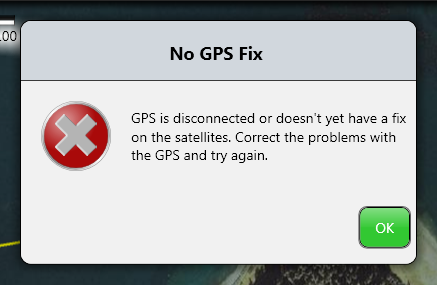 .00
No GPS Fix
GPS is disconnected or doesn't yet have a fix
on the satellites. Correct the problems with
the GPS and try again.
OK